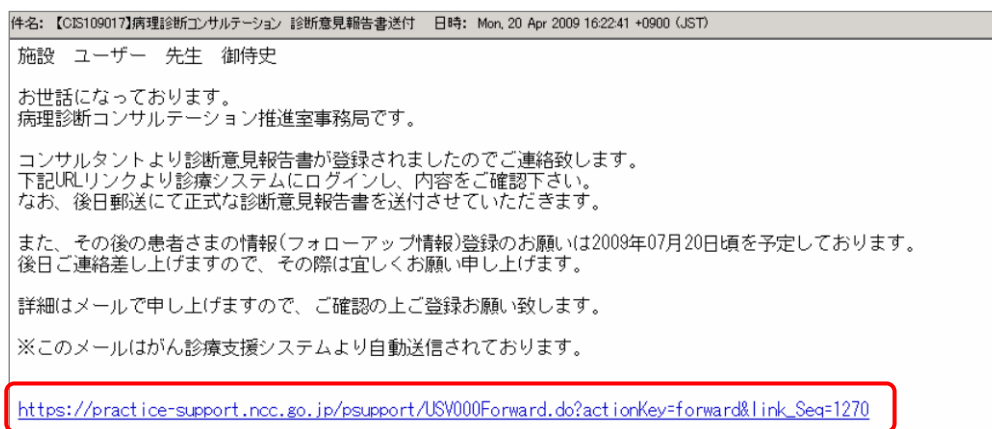 件名: 【CIS109017】病理診断コンサルテーション 診断意見報告書送付 日時: Mon, 20 Apr 2009 16:22:41 +0900 (JST)
施設 ユーザー 先生 御侍史
お世話になっております。
病理診断コンサルテーション推進室事務局です。
コンサルタントより診断意見報告書が登録されましたのでご連絡致します。
下記URLリンクより診療システムにログインし、内容をご確認下さい。
なお、後日郵送にて正式な診断意見報告書を送付させていただきます。
また、その後の患者さまの情報(フォローアップ情報)登録のお願いは2009年07月20日頃を予定しております。
後日ご連絡差し上げますので、その際は宜しくお願い申し上げます。
詳細はメールで申し上げますので、ご確認の上ご登録お願い致します。
※このメールはがん診療支援システムより自動送信されております。
https://practice-support.ncc.go.jp/psupport/USV000Forward.do?actionKey=forward&link_Seq=1270